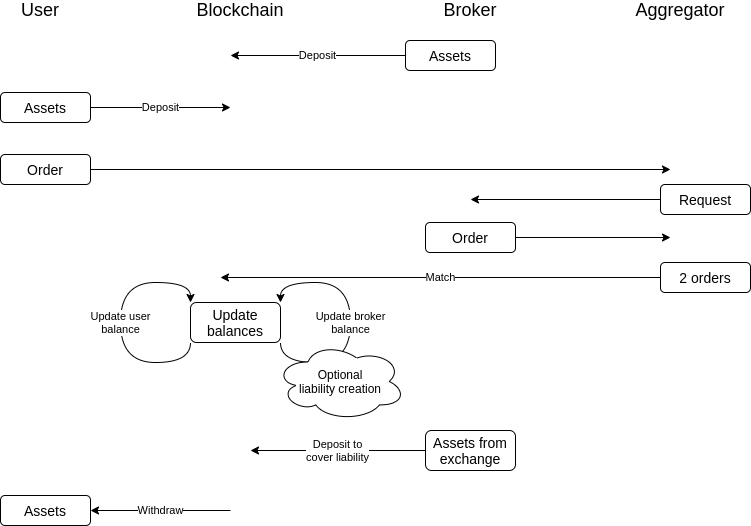 User Blockchain Broker Aggregator
Deposit Assets
Assets Deposit
Order
Request
Order
Match 2 orders
Update user
balance
Update
balances
Update broker
balance
Optional
liability creation
Deposit to
cover liability
Assets from
exchange
Assets Withdraw